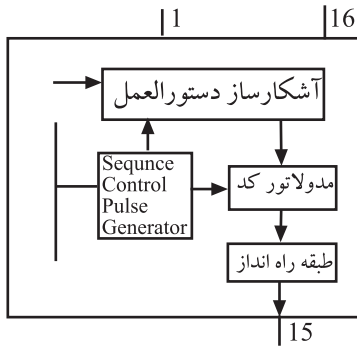 1
16
آشکارساز دستورالعمل
Sequnce
Control
Pulse
Generator
مدولاتور کد
طبقه راه انداز
15